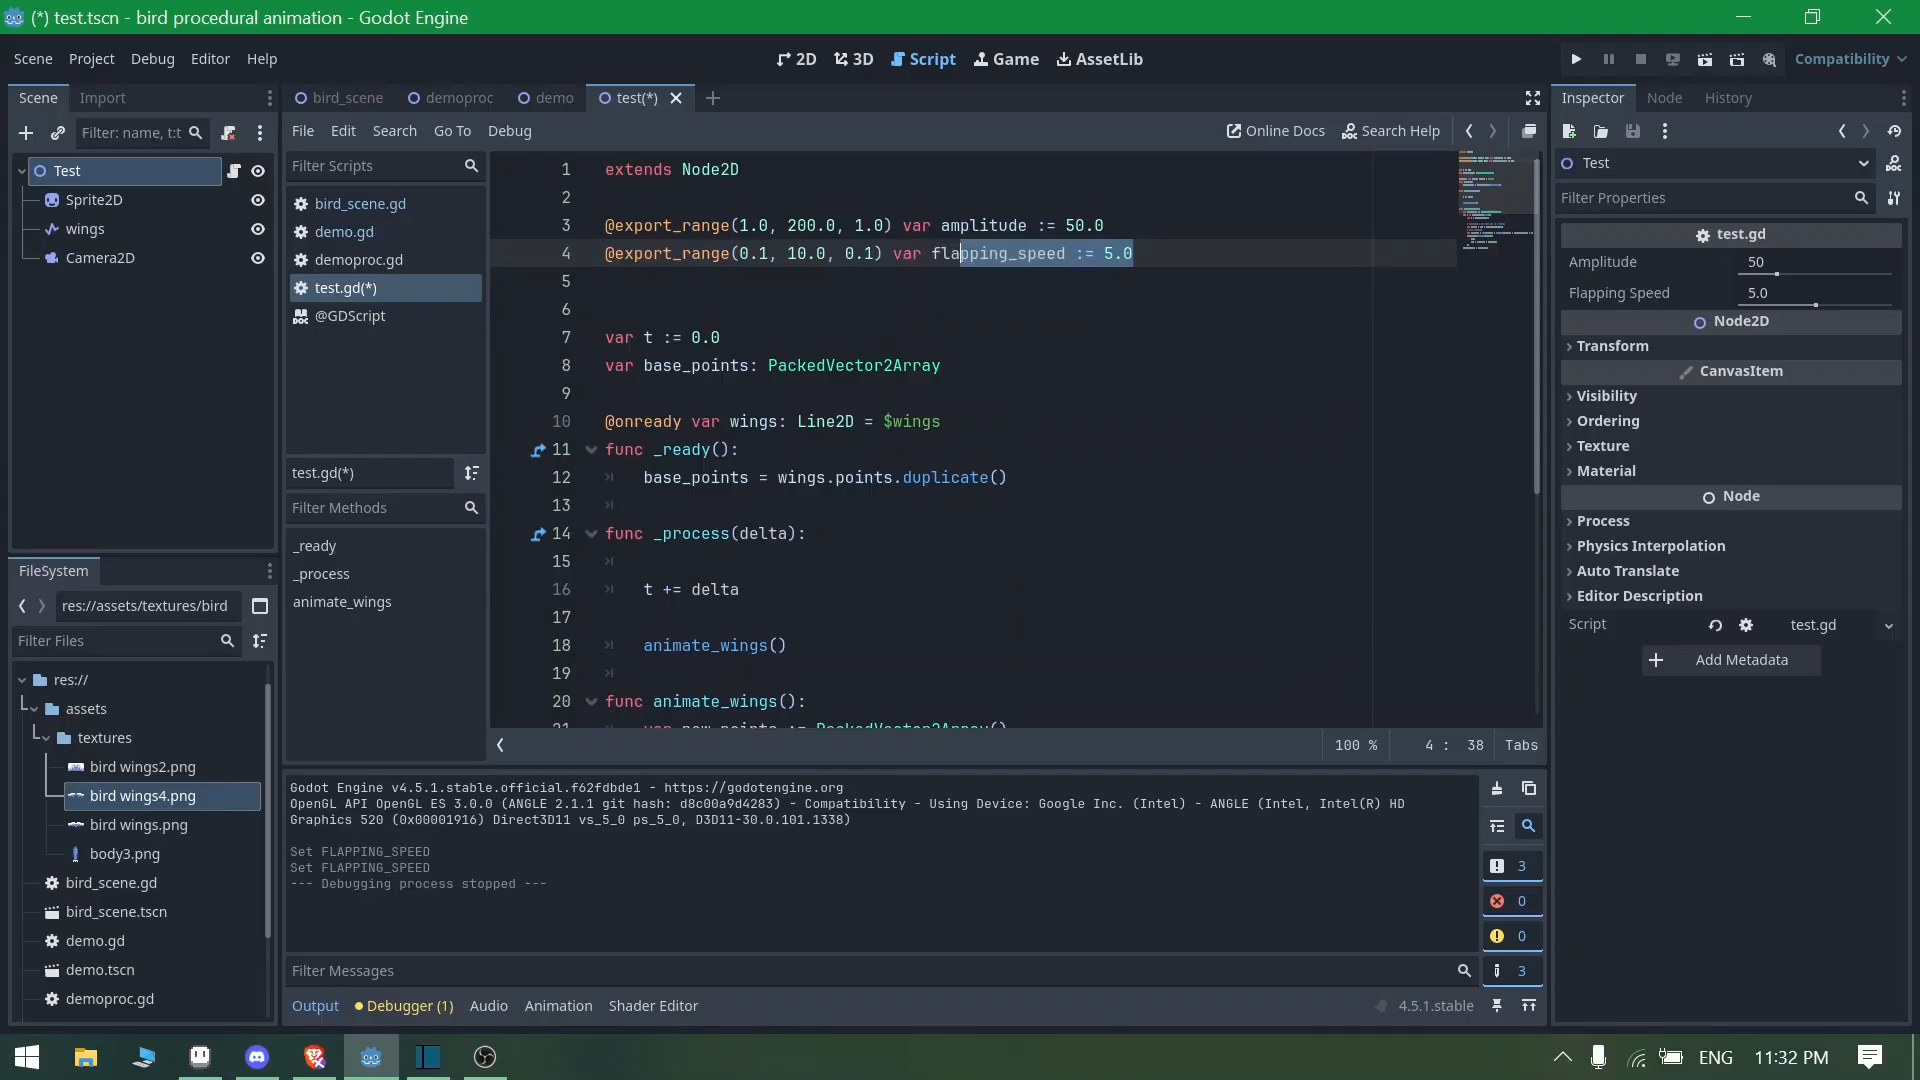 (*) test.tscn - bird procedural animation - Godot Engine
Scene Project Debug Editor Help
2D 3D Script Game AssetLib
Compatibility
Scene Import
Filter: name, t:t
Test
Sprite2D
wings
Camera2D
FileSystem
res://assets/textures/bird
Filter Files
res://
assets
textures
bird wings2.png
bird wings4.png
bird wings.png
body3.png
bird_scene.gd
bird_scene.tscn
demo.gd
demo.tscn
demoproc.gd
bird_scene demoproc demo test(*)
File Edit Search Go To Debug
Online Docs Search Help
Filter Scripts
bird_scene.gd
demo.gd
demoproc.gd
test.gd(*)
@GDScript
test.gd(*)
Filter Methods
_ready
_process
animate_wings
1 extends Node2D
2
3 @export_range(1.0, 200.0, 1.0) var amplitude := 50.0
4 @export_range(0.1, 10.0, 0.1) var flapping_speed := 5.0
5
6
7 var t := 0.0
8 var base_points: PackedVector2Array
9
10 @onready var wings: Line2D = $wings
11 func _ready():
12 base_points = wings.points.duplicate()
13
14 func _process(delta):
15
16 t += delta
17
18 animate_wings()
19
20 func animate_wings():
21 var new_points := PackedVector2Array()
100 % 4 : 38 Tabs
Godot Engine v4.5.1.stable.official.f62fdbde1 - https://godotengine.org
OpenGL API OpenGL ES 3.0.0 (ANGLE 2.1.1 git hash: d8c00a9d4283) - Compatibility - Using Device: Google Inc. (Intel) - ANGLE (Intel, Intel(R) HD
Graphics 520 (0x00001916) Direct3D11 vs_5_0 ps_5_0, D3D11-30.0.101.1338)
Set FLAPPING_SPEED
Set FLAPPING_SPEED
--- Debugging process stopped ---
3
0
0
3
Filter Messages
Output Debugger (1) Audio Animation Shader Editor
4.5.1.stable
Inspector Node History
Test
Filter Properties
test.gd
Amplitude 50
Flapping Speed 5.0
Node2D
Transform
CanvasItem
Visibility
Ordering
Texture
Material
Node
Process
Physics Interpolation
Auto Translate
Editor Description
Script test.gd
Add Metadata
ENG 11:32 PM